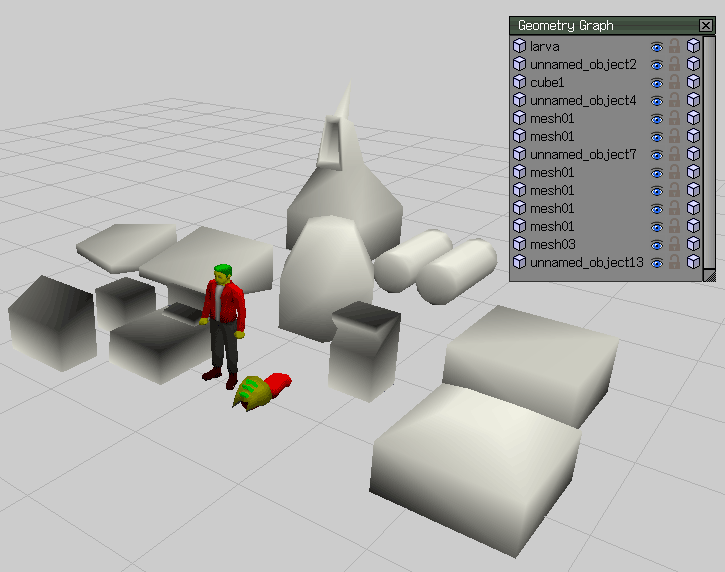 Geometry Graph
larva
unnamed_object2
cube1
unnamed_object4
mesh01
mesh01
unnamed_object7
mesh01
mesh01
mesh01
mesh01
mesh03
unnamed_object13